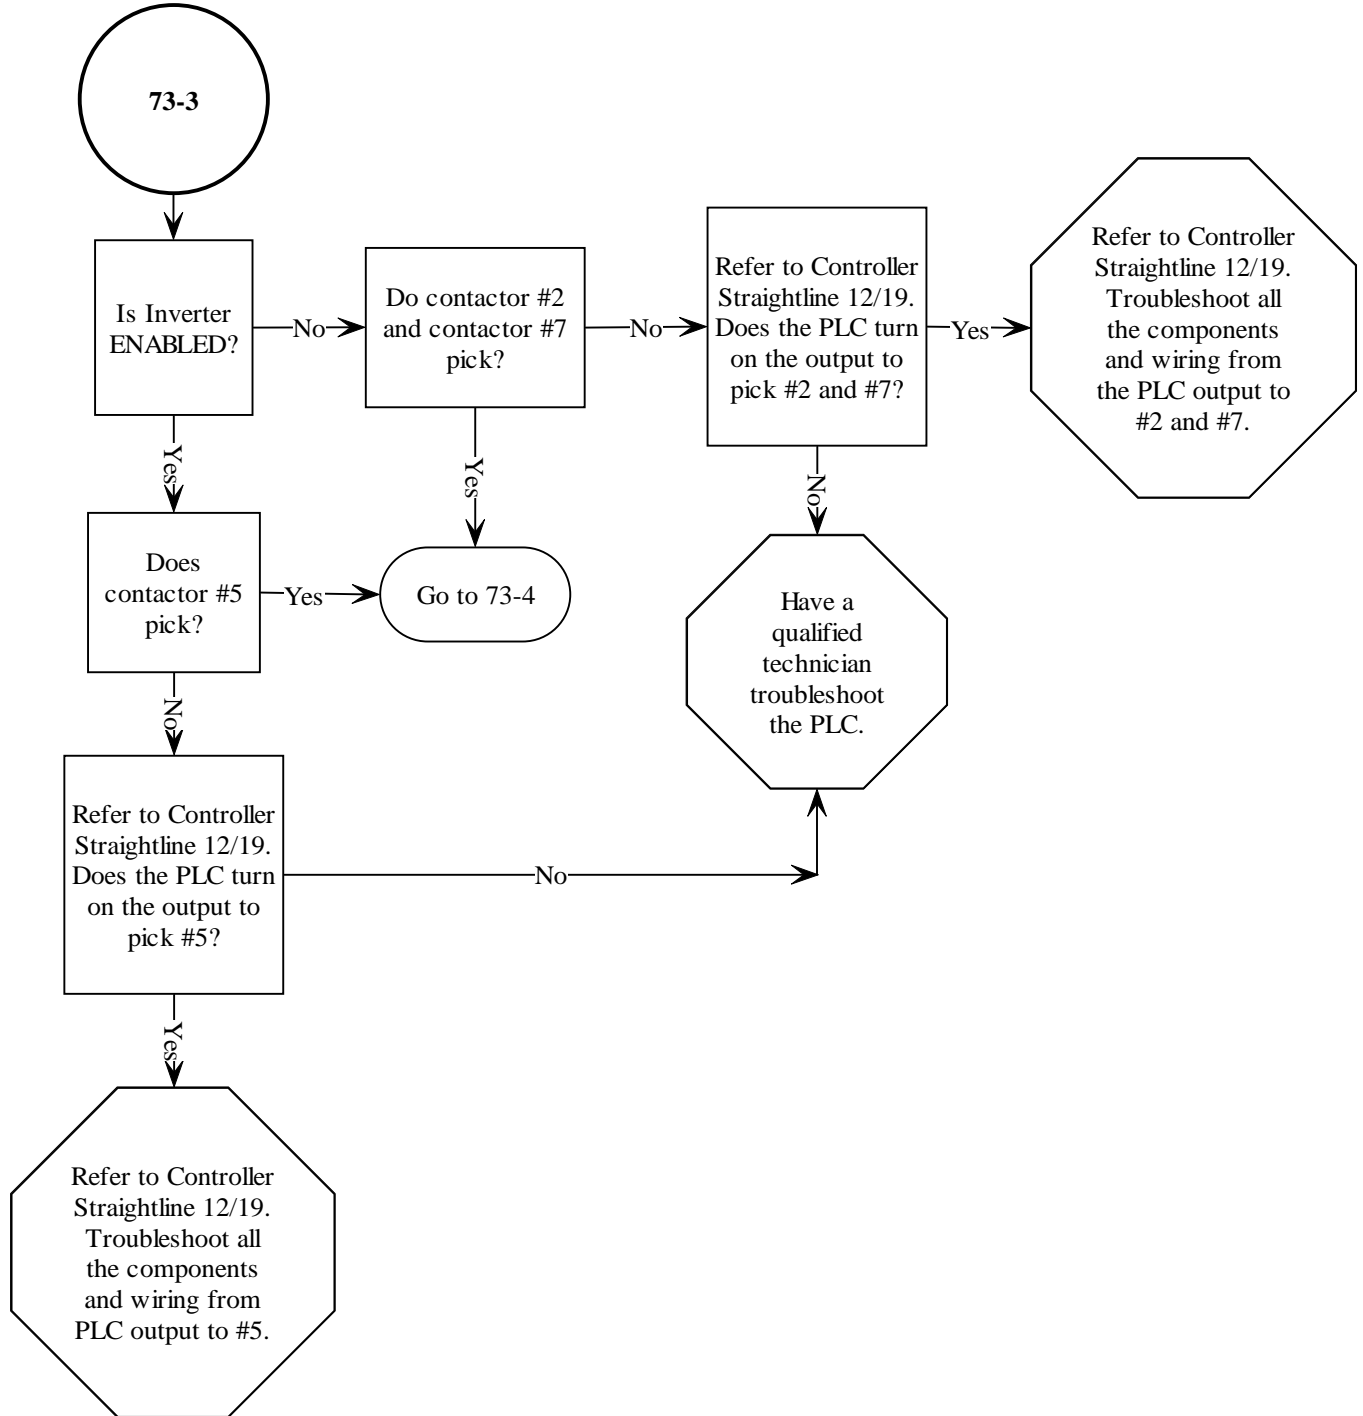 73-3
Is Inverter
ENABLED?
No
Do contactor #2
and contactor #7
pick?
No
Refer to Controller
Straightline 12/19.
Does the PLC turn
on the output to
pick #2 and #7?
Yes
Refer to Controller
Straightline 12/19.
Troubleshoot all
the components
and wiring from
the PLC output to
#2 and #7.
Yes
Yes
No
Does
contactor #5
pick?
Yes
Go to 73-4
Have a
qualified
technician
troubleshoot
the PLC.
No
Refer to Controller
Straightline 12/19.
Does the PLC turn
on the output to
pick #5?
No
Yes
Refer to Controller
Straightline 12/19.
Troubleshoot all
the components
and wiring from
PLC output to #5.